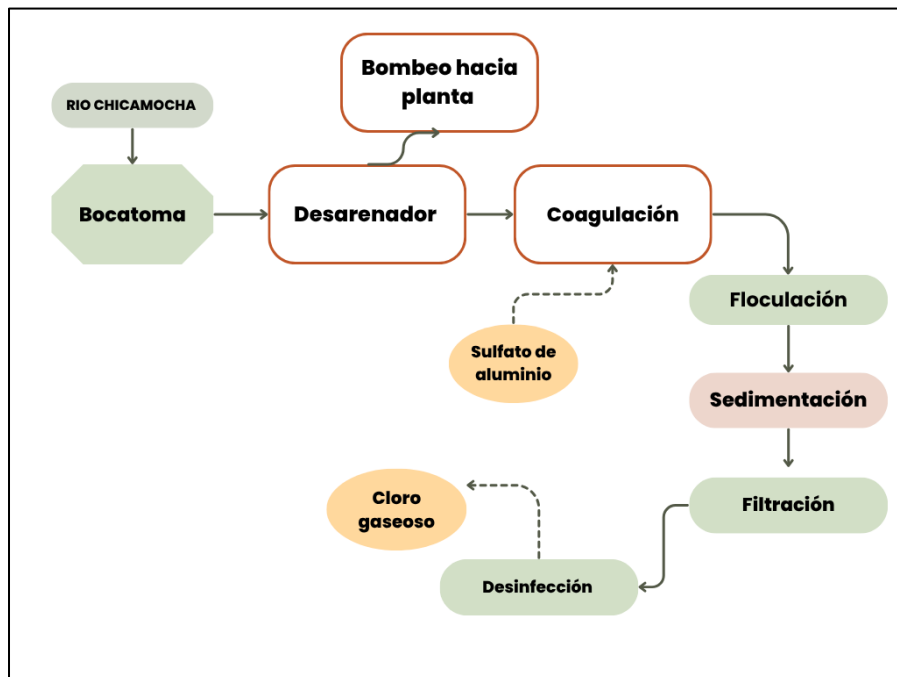 Bombeo hacia
planta
RIO CHICAMOCHA
Bocatoma
Desarenador
Coagulación
Floculación
Sulfato de
aluminio
Sedimentación
Cloro
gaseoso
Filtración
Desinfección